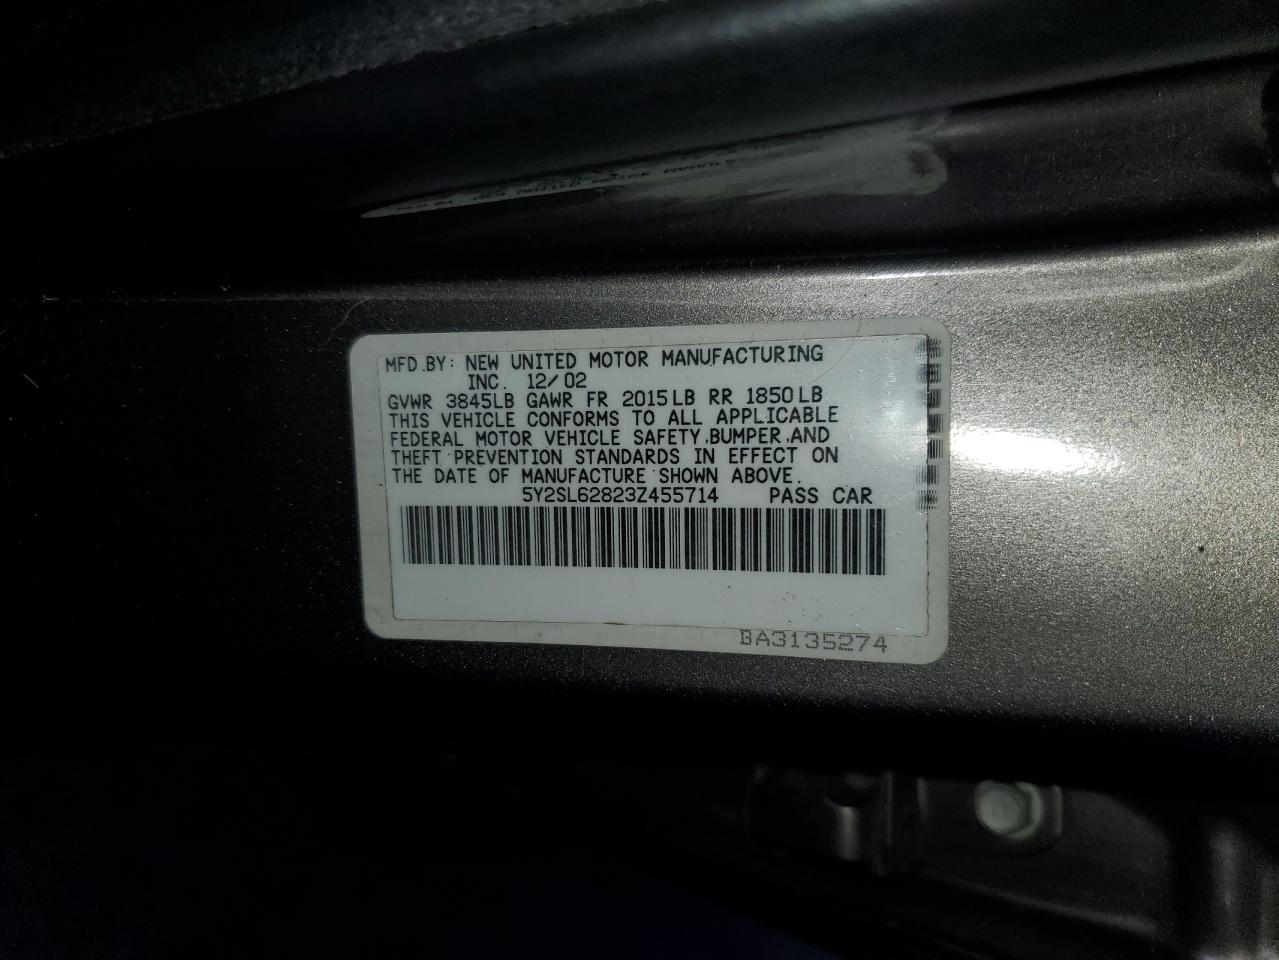 MFD.BY: NEW UNITED MOTOR MANUFACTURING
INC. 12/02
GVWR 3845LB GAWR FR 2015LB RR 1850LB
THIS VEHICLE CONFORMS TO ALL APPLICABLE
FEDERAL MOTOR VEHICLE SAFETY,BUMPER,AND
THEFT PREVENTION STANDARDS IN EFFECT ON
THE DATE OF MANUFACTURE SHOWN ABOVE.
5Y2SL62823Z455714 PASS CAR
BA3135274